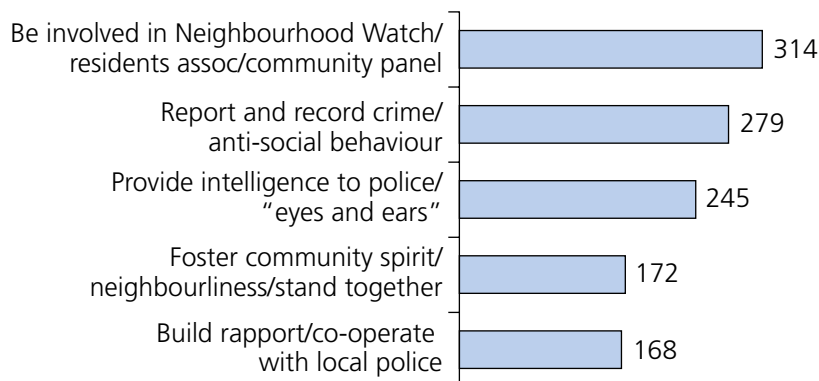 Be involved in Neighbourhood Watch/
residents assoc/community panel
314
Report and record crime/
anti-social behaviour
279
Provide intelligence to police/
“eyes and ears”
245
Foster community spirit/
neighbourliness/stand together
172
Build rapport/co-operate
with local police
168